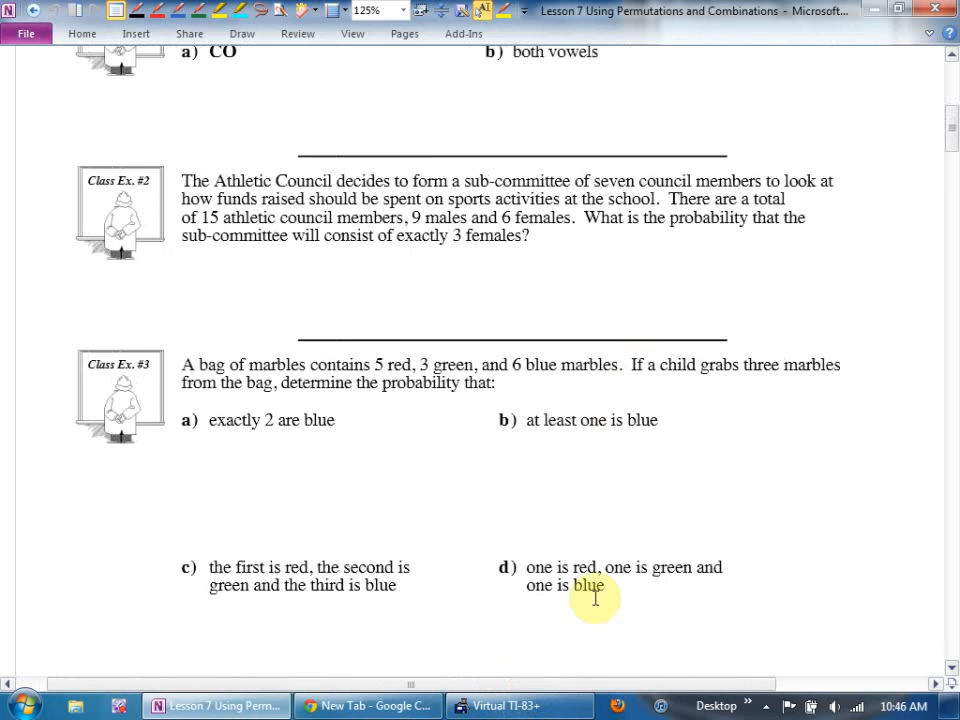 125%
Lesson 7 Using Permutations and Combinations - Microsoft...
File Home Insert Share Draw Review View Pages Add-Ins
a) CO b) both vowels
Class Ex. #2
The Athletic Council decides to form a sub-committee of seven council members to look at
how funds raised should be spent on sports activities at the school. There are a total
of 15 athletic council members, 9 males and 6 females. What is the probability that the
sub-committee will consist of exactly 3 females?
Class Ex. #3
A bag of marbles contains 5 red, 3 green, and 6 blue marbles. If a child grabs three marbles
from the bag, determine the probability that:
a) exactly 2 are blue b) at least one is blue
c) the first is red, the second is
green and the third is blue
d) one is red, one is green and
one is blue
Lesson 7 Using Perm... New Tab - Google C... Virtual TI-83+ Desktop » 10:46 AM